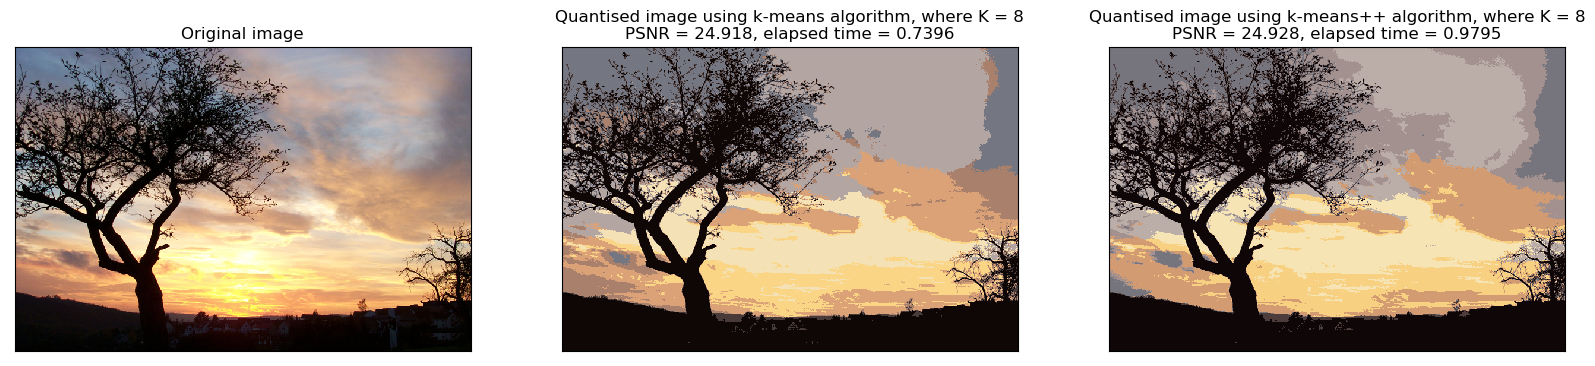 Original image
Quantised image using k-means algorithm, where K = 8
PSNR = 24.918, elapsed time = 0.7396
Quantised image using k-means++ algorithm, where K = 8
PSNR = 24.928, elapsed time = 0.9795